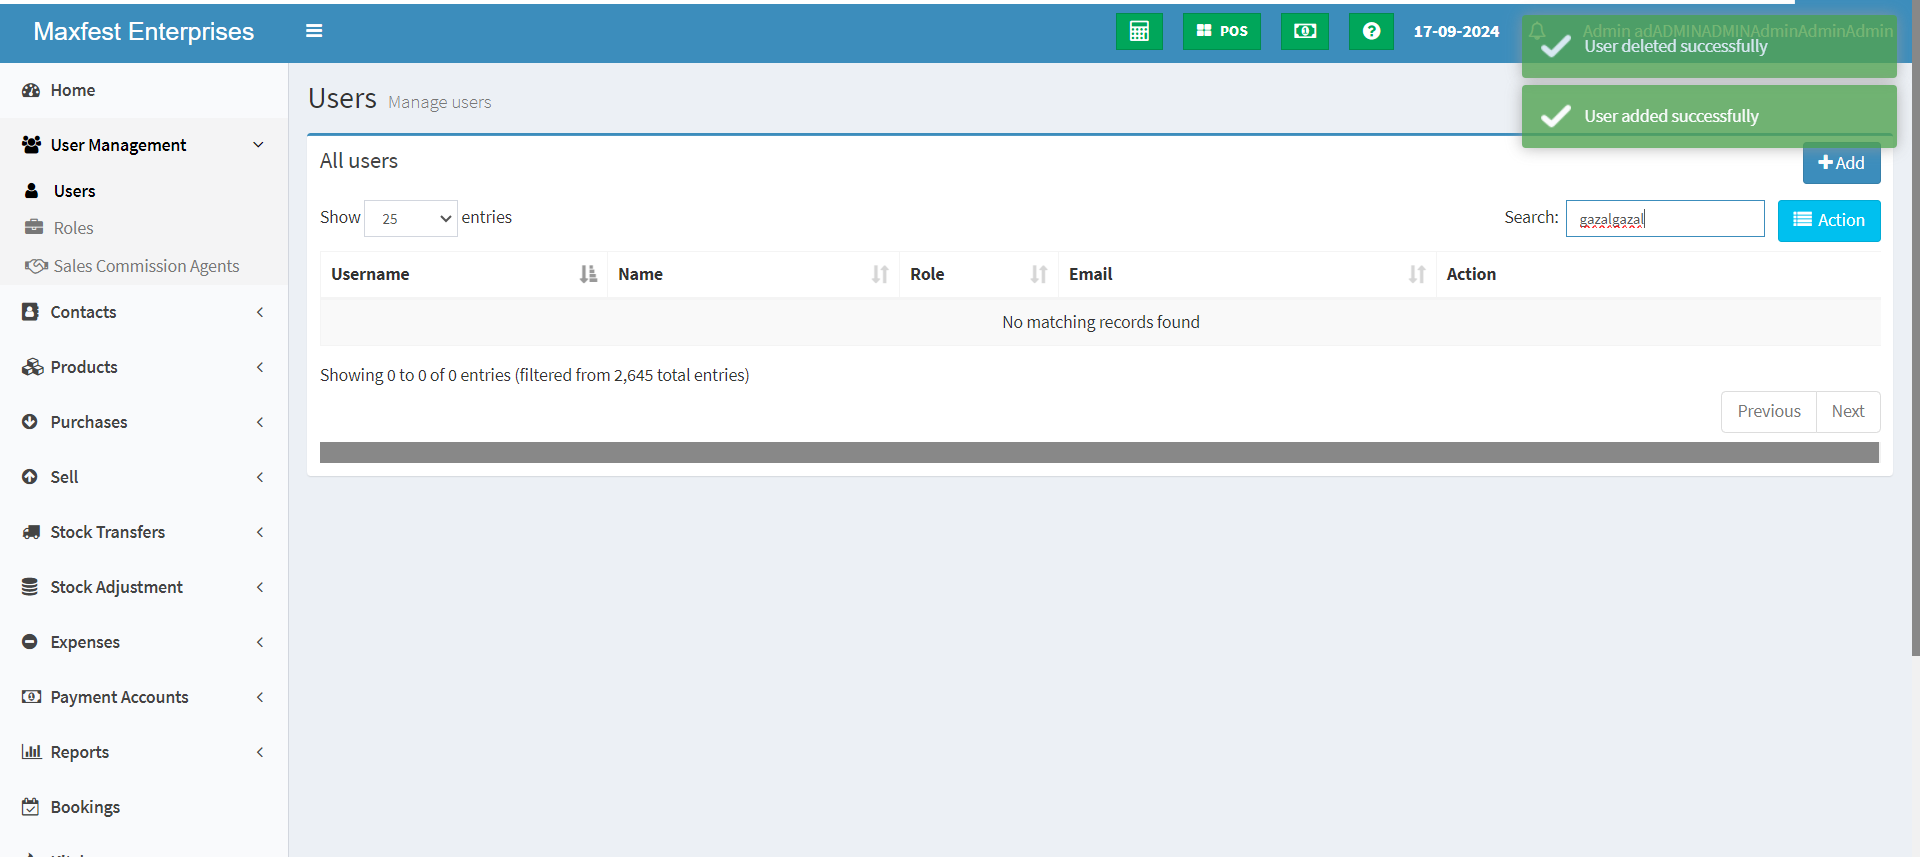 Maxfest Enterprises
POS
17-09-2024
Admin adADMINADMINAdminAdminAdmin
User deleted successfully
User added successfully
Home
User Management
Users
Roles
Sales Commission Agents
Contacts
Products
Purchases
Sell
Stock Transfers
Stock Adjustment
Expenses
Payment Accounts
Reports
Bookings
Users Manage users
All users
Add
Show 25 entries
Search: gazalgazal
Action
Username Name Role Email Action
No matching records found
Showing 0 to 0 of 0 entries (filtered from 2,645 total entries)
Previous Next